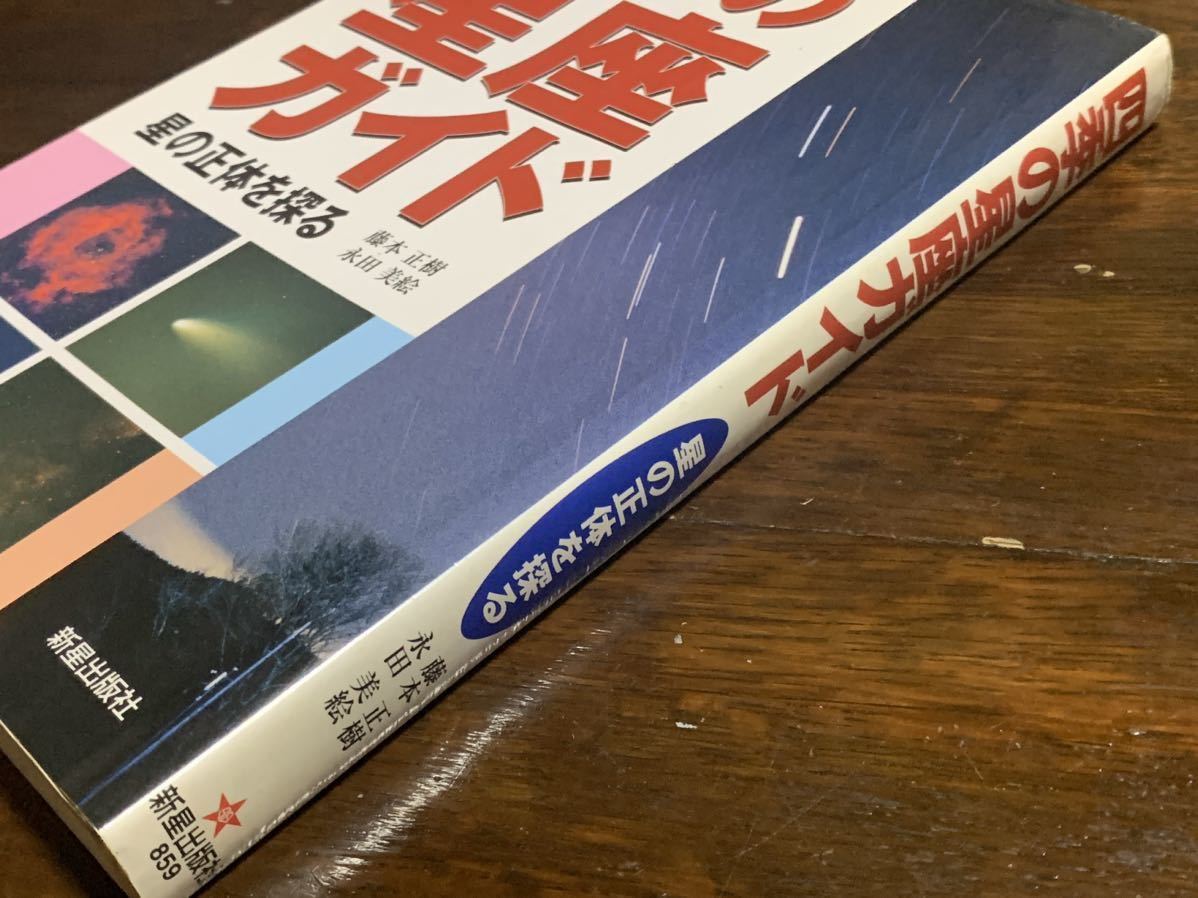 の
星座
ガイド
星の正体を探る
藤本 正樹
永田 美絵
新星出版社
四季の星座ガイド
星の正体を探る
藤本 正樹
永田 美絵
新星出版社
859